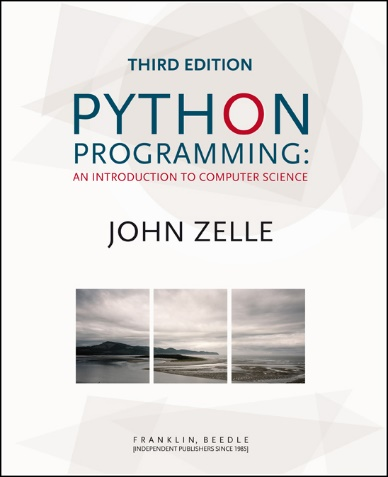 THIRD EDITION
PYTHON
PROGRAMMING:
AN INTRODUCTION TO COMPUTER SCIENCE
JOHN ZELLE
FRANKLIN, BEEDLE
[INDEPENDENT PUBLISHERS SINCE 1985]